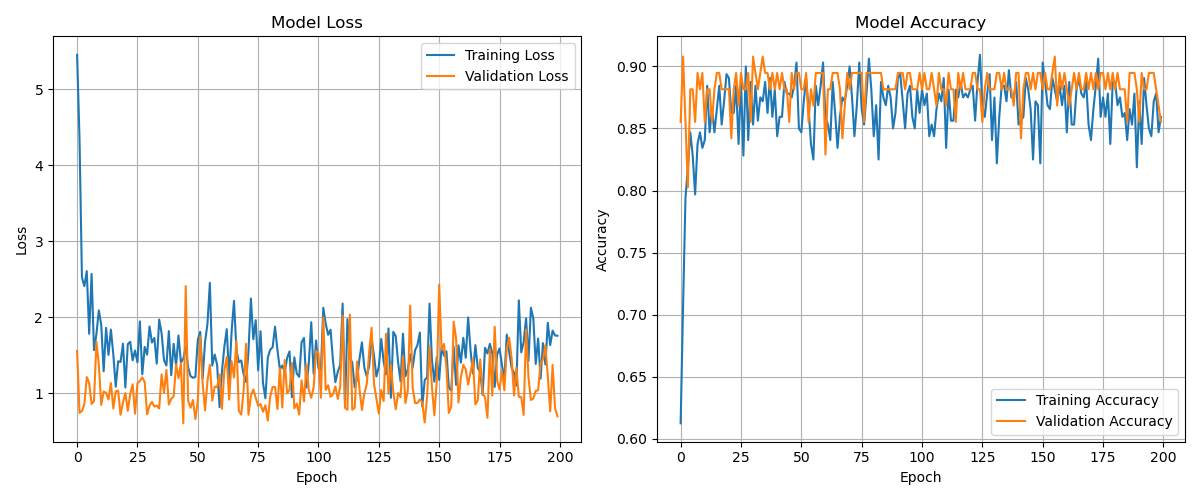 Model Loss
Training Loss
Validation Loss
5
4
3
2
1
Loss
0 25 50 75 100 125 150 175 200
Epoch
Model Accuracy
0.90
0.85
0.80
0.75
0.70
0.65
0.60
Accuracy
Training Accuracy
Validation Accuracy
0 25 50 75 100 125 150 175 200
Epoch